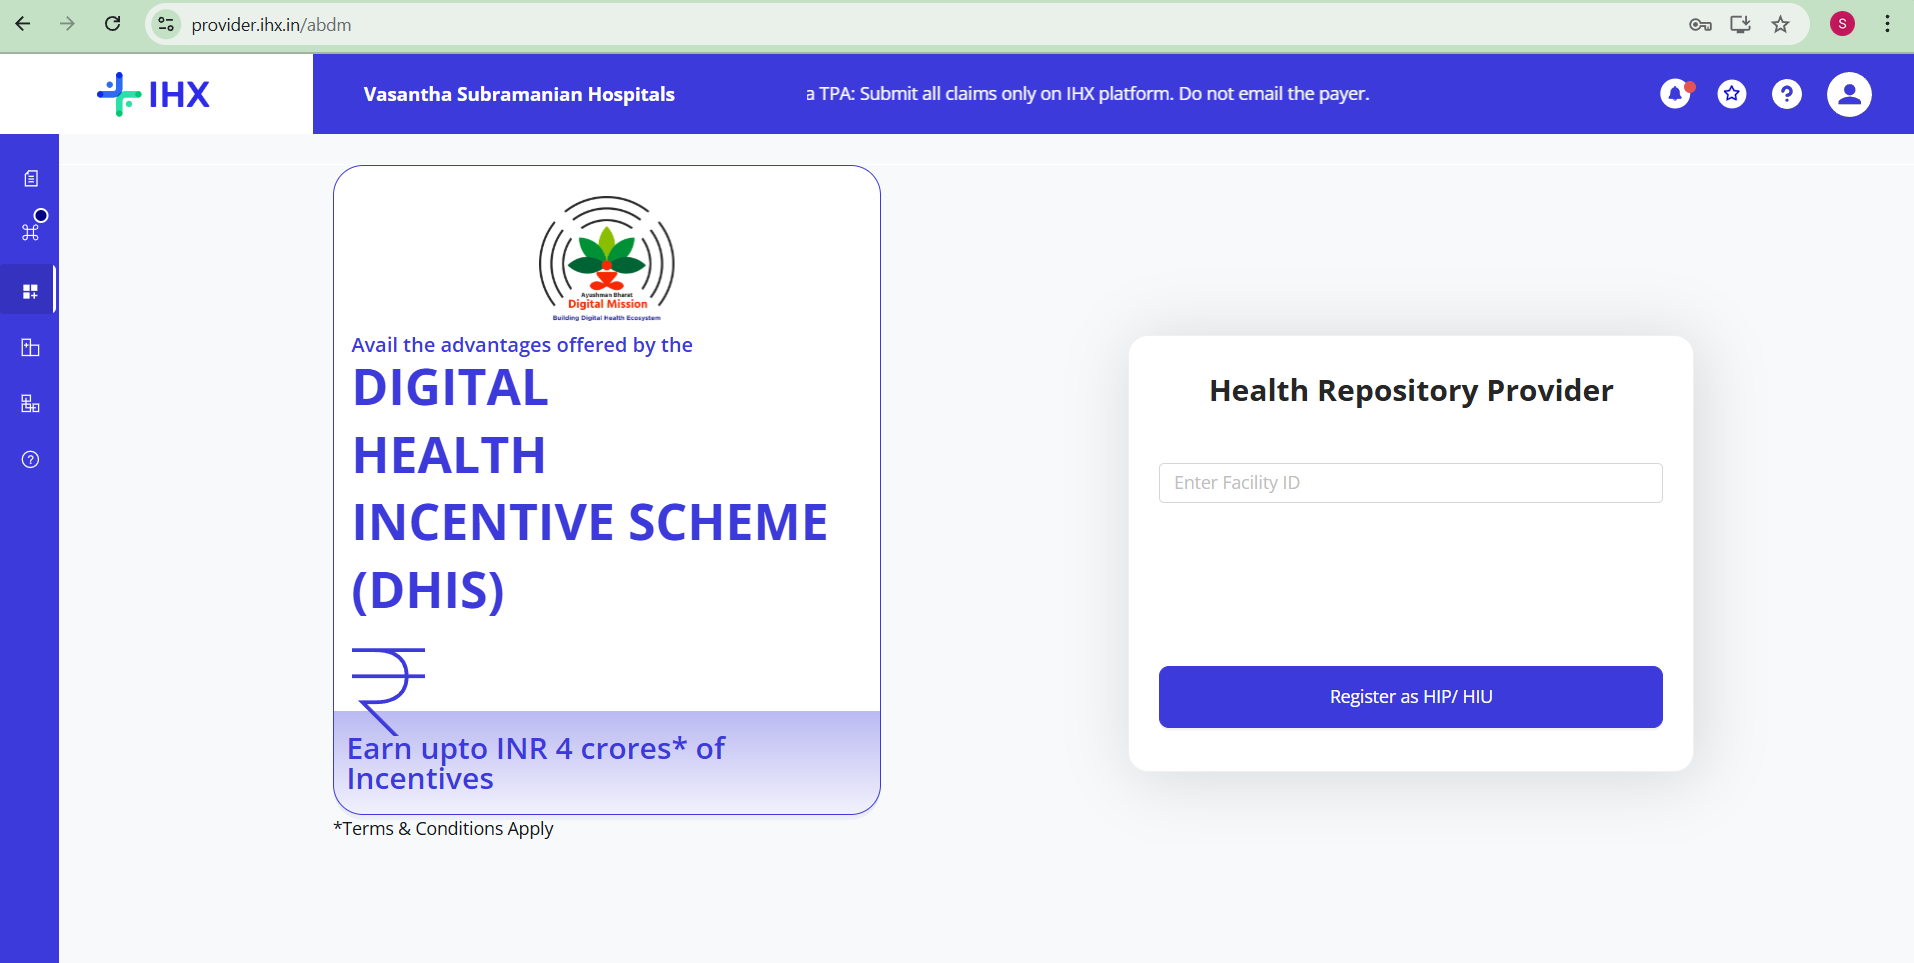 provider.ihx.in/abdm
S
IHX
Vasantha Subramanian Hospitals
a TPA: Submit all claims only on IHX platform. Do not email the payer.
Ayushman Bharat
Digital Mission
Building Digital Health Ecosystem
Avail the advantages offered by the
DIGITAL
HEALTH
INCENTIVE SCHEME
(DHIS)
₹
Earn upto INR 4 crores* of
Incentives
*Terms & Conditions Apply
Health Repository Provider
Enter Facility ID
Register as HIP/ HIU